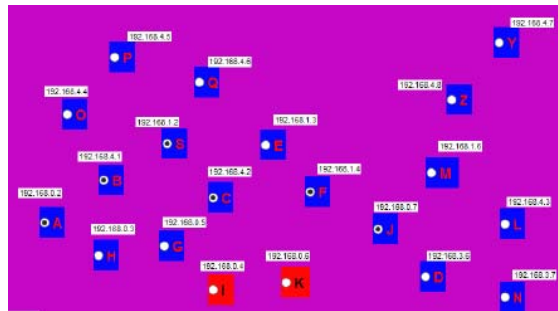 192.168.4.7
Y
192.168.4.5
P
192.168.4.6
Q
192.168.4.8
Z
192.168.4.4
O
192.168.1.2
S
192.168.1.3
E
192.168.1.6
M
192.168.4.1
B
192.168.4.2
C
192.168.1.4
F
192.168.0.2
A
192.168.0.3
H
192.168.0.5
G
192.168.0.7
J
192.168.4.3
L
192.168.0.4
I
192.168.0.6
K
192.168.3.6
D
192.168.3.7
N